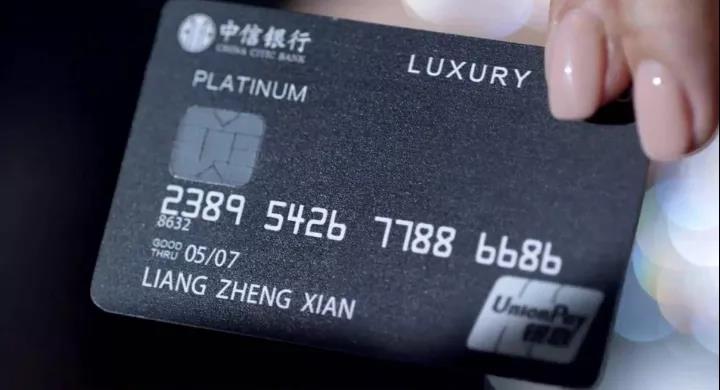 中信银行
CHINA CITIC BANK
LUXURY
PLATINUM
2389 5426 7788 6686
8632
GOOD THRU 05/07
LIANG ZHENG XIAN
UnionPay
银联